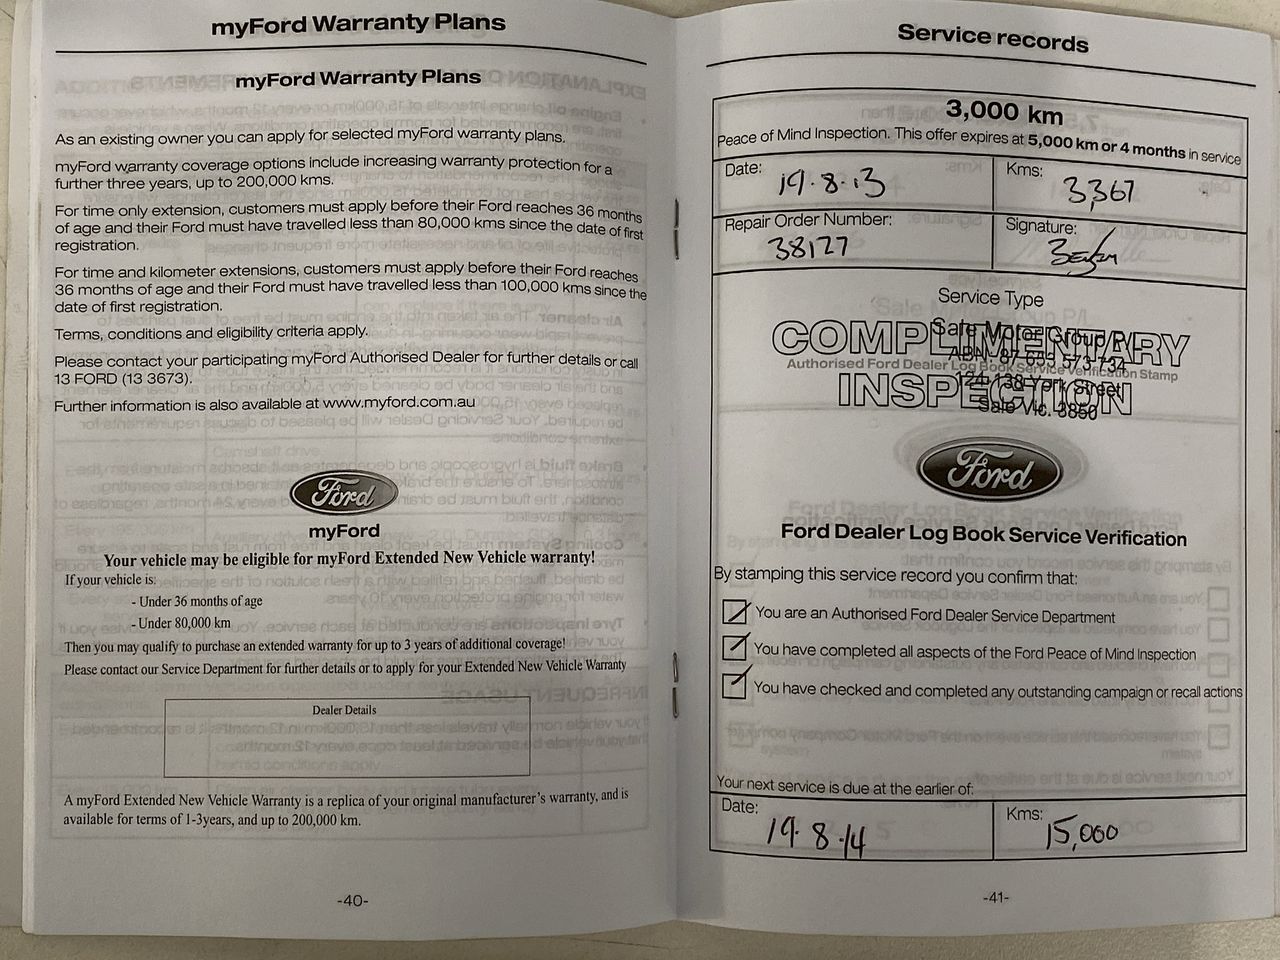 myFord Warranty Plans
myFord Warranty Plans
As an existing owner you can apply for selected myFord warranty plans.
myFord warranty coverage options include increasing warranty protection for a
further three years, up to 200,000 kms.
For time only extension, customers must apply before their Ford reaches 36 months
of age and their Ford must have travelled less than 80,000 kms since the date of first
registration.
For time and kilometer extensions, customers must apply before their Ford reaches
36 months of age and their Ford must have travelled less than 100,000 kms since the
date of first registration.
Terms, conditions and eligibility criteria apply.
Please contact your participating myFord Authorised Dealer for further details or call
13 FORD (13 3673).
Further information is also available at www.myford.com.au
Ford
myFord
Your vehicle may be eligible for myFord Extended New Vehicle warranty!
If your vehicle is:
- Under 36 months of age
- Under 80,000 km
Then you may qualify to purchase an extended warranty for up to 3 years of additional coverage!
Please contact our Service Department for further details or to apply for your Extended New Vehicle Warranty
Dealer Details
A myFord Extended New Vehicle Warranty is a replica of your original manufacturer's warranty, and is
available for terms of 1-3years, and up to 200,000 km.
-40-
Service records
3,000 km
Peace of Mind Inspection. This offer expires at 5,000 km or 4 months in service
Date: 19.8.13
Kms: 3,367
Repair Order Number: 38127
Signature:
Service Type
COMPLIMENTARY
INSPECTION
Sale Motor Group P/L
ABN: 87 693 573 734
Authorised Ford Dealer Log Book Service Verification Stamp
124-138 York Street
Sale Vic. 3850
Ford
Ford Dealer Log Book Service Verification
By stamping this service record you confirm that:
You are an Authorised Ford Dealer Service Department
You have completed all aspects of the Ford Peace of Mind Inspection
You have checked and completed any outstanding campaign or recall actions
Your next service is due at the earlier of:
Date: 19.8.14
Kms: 15,000
-41-